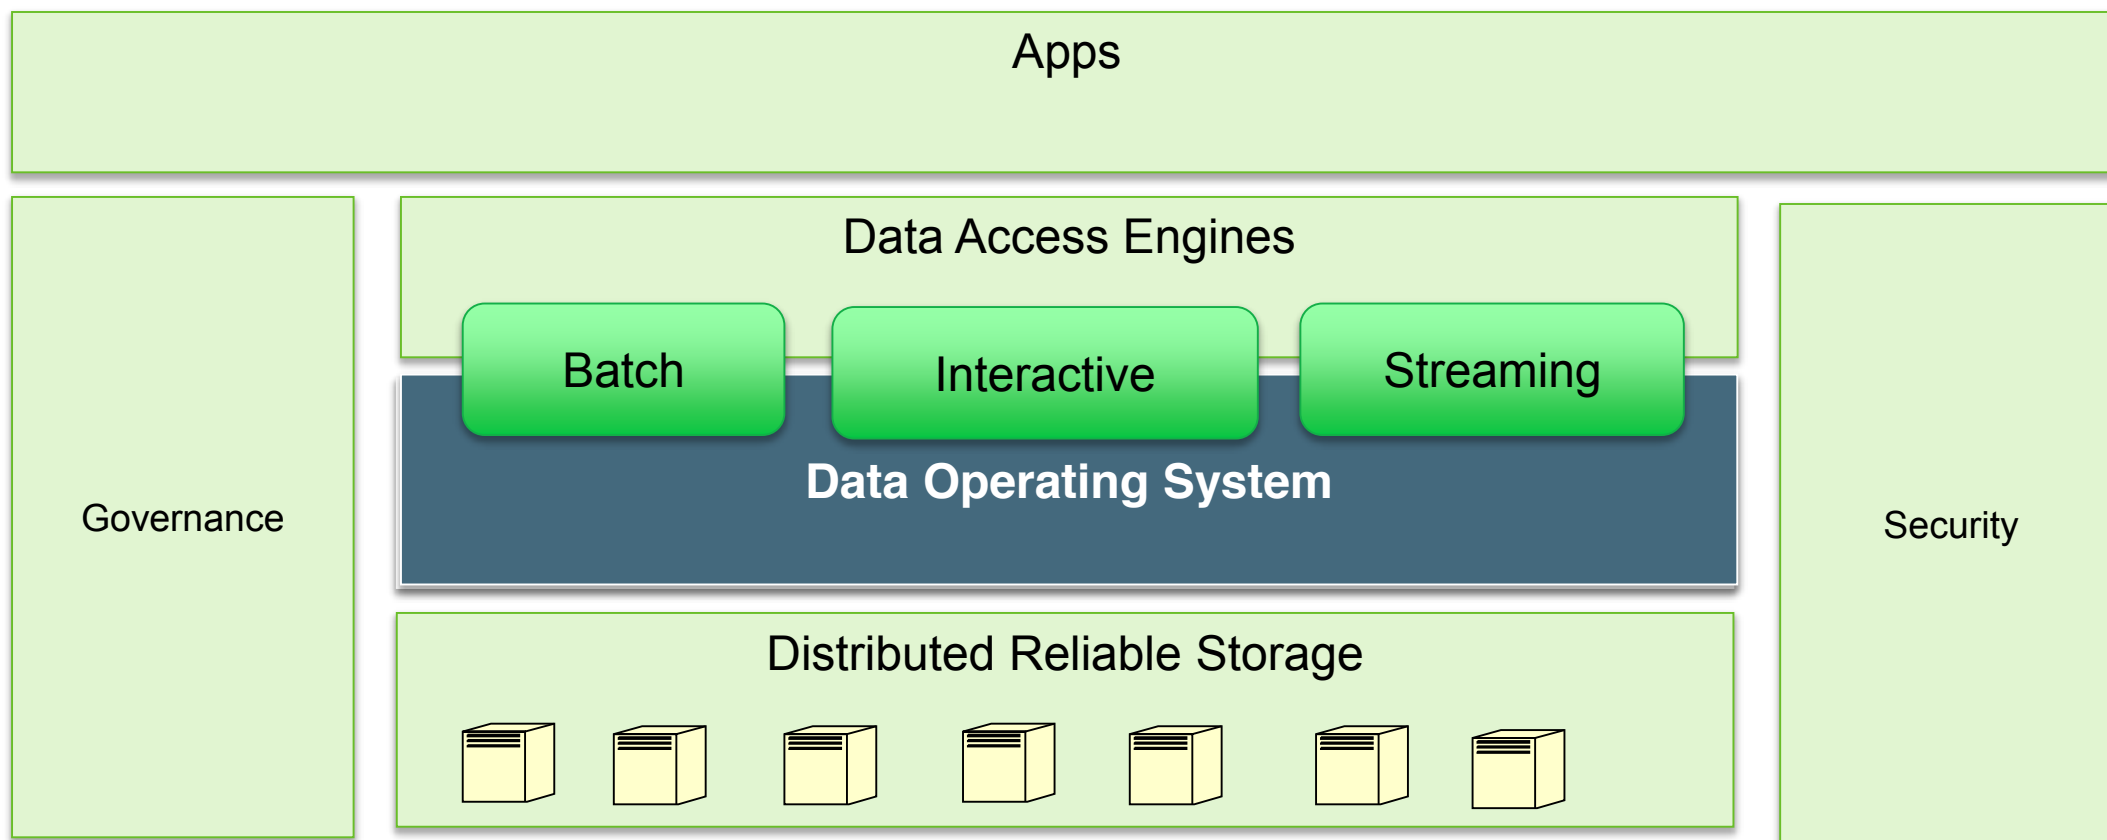 Apps
Data Access Engines
Batch
Interactive
Streaming
Data Operating System
Governance
Security
Distributed Reliable Storage